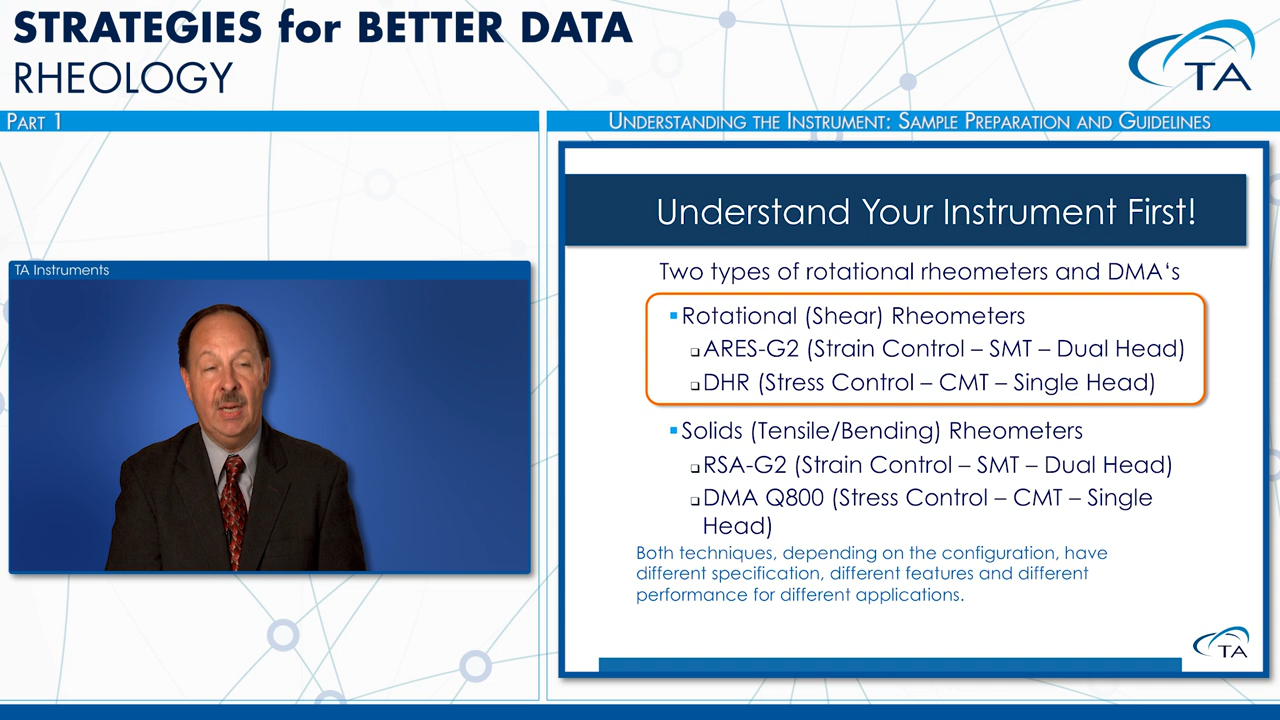 STRATEGIES for BETTER DATA
RHEOLOGY
TA
PART 1
UNDERSTANDING THE INSTRUMENT: SAMPLE PREPARATION AND GUIDELINES
TA Instruments
Understand Your Instrument First!
Two types of rotational rheometers and DMA‘s
Rotational (Shear) Rheometers
ARES-G2 (Strain Control – SMT – Dual Head)
DHR (Stress Control – CMT – Single Head)
Solids (Tensile/Bending) Rheometers
RSA-G2 (Strain Control – SMT – Dual Head)
DMA Q800 (Stress Control – CMT – Single
Head)
Both techniques, depending on the configuration, have
different specification, different features and different
performance for different applications.
TA